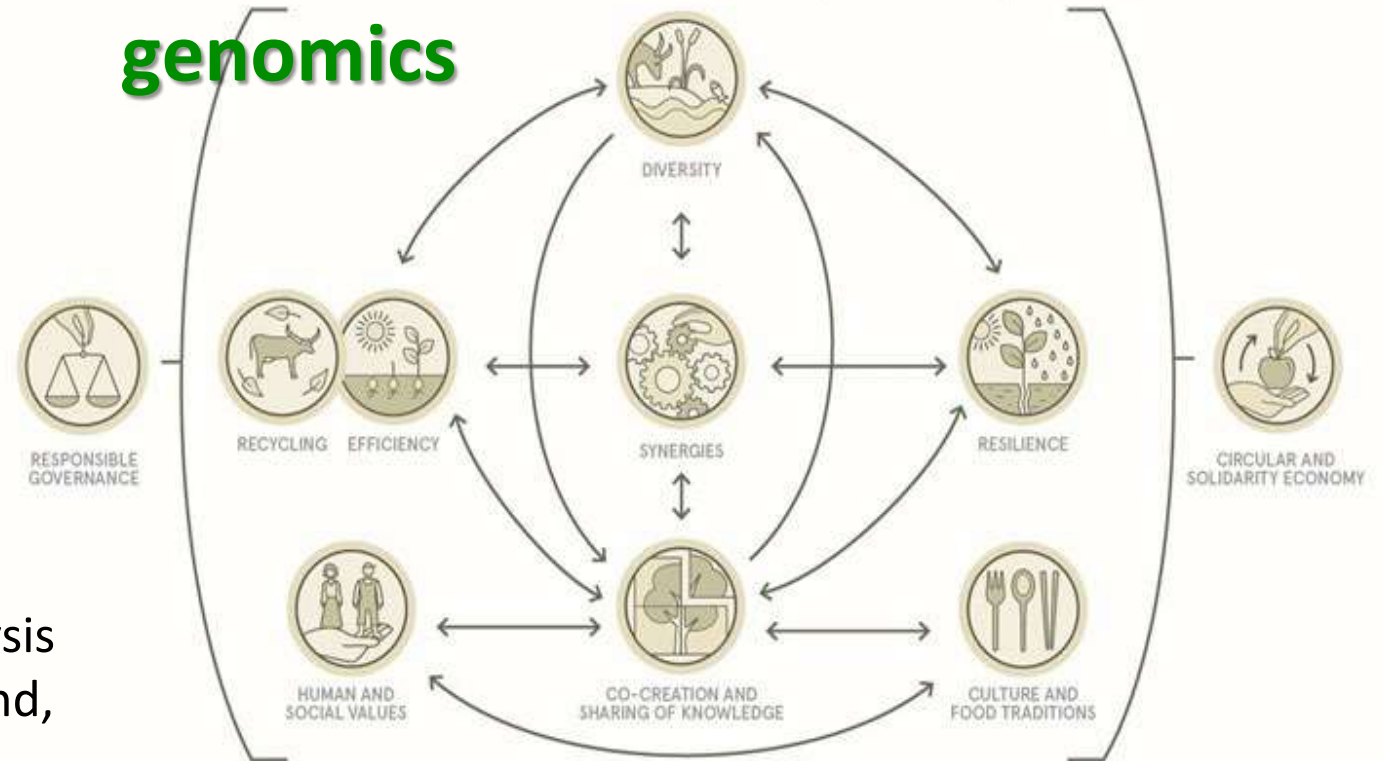 genomics
DIVERSITY
RECYCLING
EFFICIENCY
SYNERGIES
RESILIENCE
RESPONSIBLE
GOVERNANCE
CIRCULAR AND
SOLIDARITY ECONOMY
HUMAN AND
SOCIAL VALUES
CO-CREATION AND
SHARING OF KNOWLEDGE
CULTURE AND
FOOD TRADITIONS